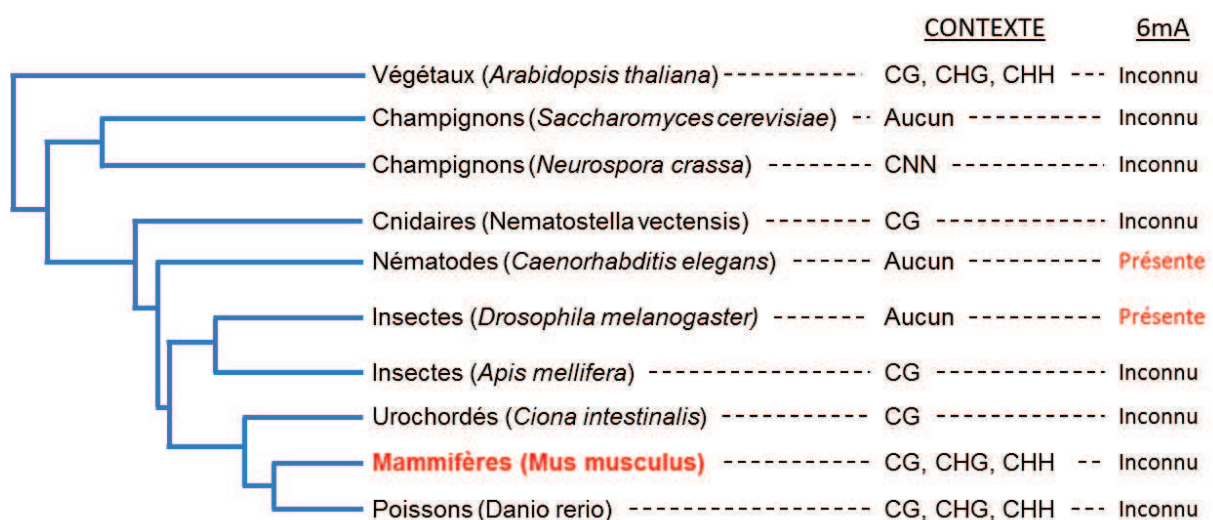 CONTEXTE 6mA
Végétaux (Arabidopsis thaliana) CG, CHG, CHH Inconnu
Champignons (Saccharomyces cerevisiae) Aucun Inconnu
Champignons (Neurospora crassa) CNN Inconnu
Cnidaires (Nematostella vectensis) CG Inconnu
Nématodes (Caenorhabditis elegans) Aucun Présente
Insectes (Drosophila melanogaster) Aucun Présente
Insectes (Apis mellifera) CG Inconnu
Urochordés (Ciona intestinalis) CG Inconnu
Mammifères (Mus musculus) CG, CHG, CHH Inconnu
Poissons (Danio rerio) CG, CHG, CHH Inconnu